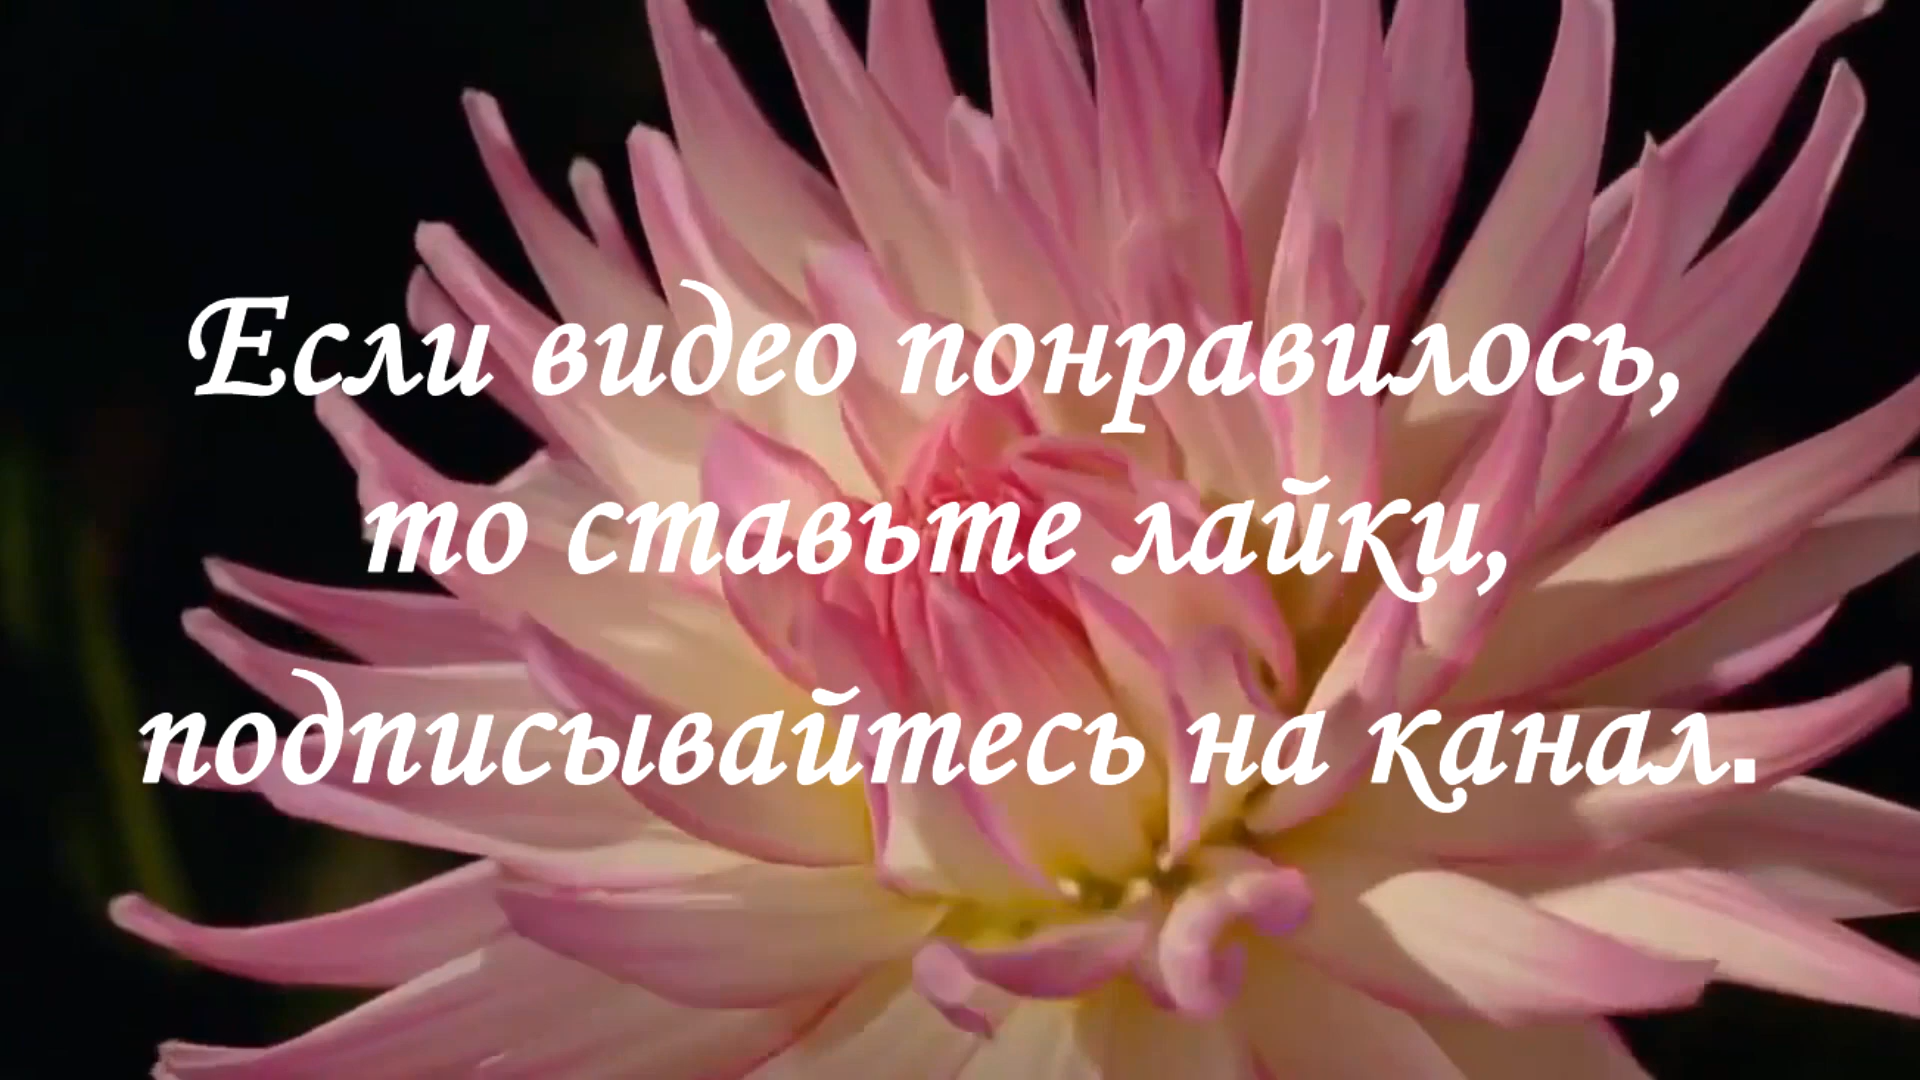 Если видео понравилось,
то ставьте лайки,
подписывайтесь на канал.